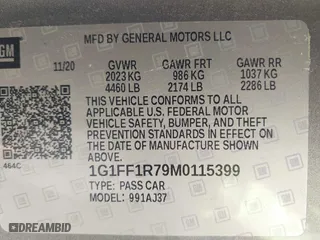 GM
MFD BY GENERAL MOTORS LLC
11/20 GVWR GAWR FRT GAWR RR
2023 KG 986 KG 1037 KG
4460 LB 2174 LB 2286 LB
THIS VEHICLE CONFORMS TO ALL
APPLICABLE U.S. FEDERAL MOTOR
VEHICLE SAFETY, BUMPER, AND THEFT
PREVENTION STANDARDS IN EFFECT ON
THE DATE OF MANUFACTURE SHOWN
ABOVE.
464C
1G1FF1R79M0115399
TYPE: PASS CAR
MODEL: 991AJ37
DREAMBID